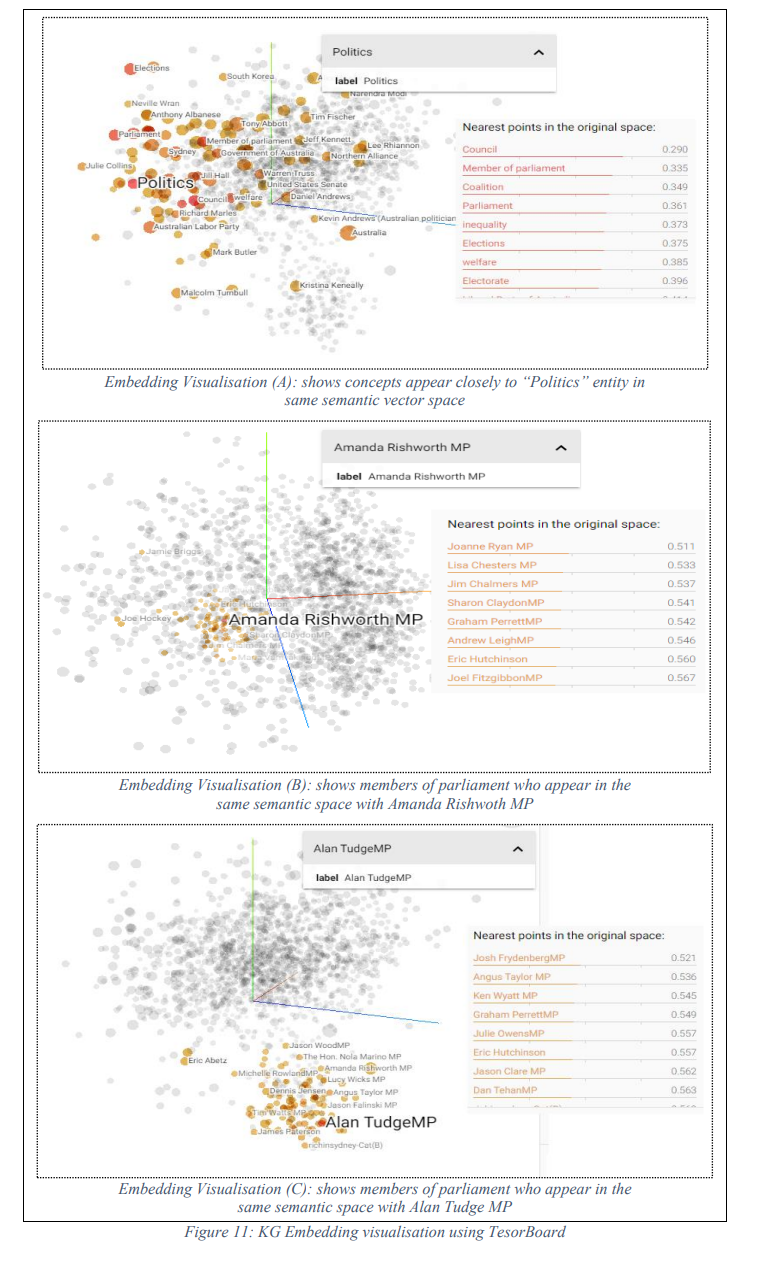 Politics
label Politics
Elections
South Korea
Narendra Modi
Neville Wran
Anthony Albanese
Tim Fischer
Tony Abbott
Parliament
Member of parliament
Jeff Kennett
Lee Rhiannon
Sydney
Government of Australia
Northern Alliance
Julie Collins
Jill Hall
Warren Truss
Politics
United States Senate
Council
welfare
Daniel Andrews
Richard Marles
Kevin Andrews (Australian politician
Australian Labor Party
Australia
Mark Butler
Malcolm Turnbull
Kristina Keneally
Nearest points in the original space:
Council 0.290
Member of parliament 0.335
Coalition 0.349
Parliament 0.361
inequality 0.373
Elections 0.375
welfare 0.385
Electorate 0.396
Embedding Visualisation (A): shows concepts appear closely to “Politics” entity in
same semantic vector space
Amanda Rishworth MP
label Amanda Rishworth MP
Jamie Briggs
Eric Hutchinson
Joe Hockey
Amanda Rishworth MP
Sharon ClaydonMP
Nearest points in the original space:
Joanne Ryan MP 0.511
Lisa Chesters MP 0.533
Jim Chalmers MP 0.537
Sharon ClaydonMP 0.541
Graham PerrettMP 0.542
Andrew LeighMP 0.546
Eric Hutchinson 0.560
Joel FitzgibbonMP 0.567
Embedding Visualisation (B): shows members of parliament who appear in the
same semantic space with Amanda Rishwoth MP
Alan TudgeMP
label Alan TudgeMP
Jason WoodMP
Eric Abetz
The Hon. Nola Marino MP
Amanda Rishworth MP
Michelle RowlandMP
Lucy Wicks MP
Dennis Jensen
Angus Taylor MP
Jason Falinski MP
Tim Watts MP
Alan TudgeMP
James Paterson
richinsydney-Cat(B)
Nearest points in the original space:
Josh FrydenbergMP 0.521
Angus Taylor MP 0.536
Ken Wyatt MP 0.545
Graham PerrettMP 0.549
Julie OwensMP 0.557
Eric Hutchinson 0.557
Jason Clare MP 0.562
Dan TehanMP 0.563
Embedding Visualisation (C): shows members of parliament who appear in the
same semantic space with Alan Tudge MP
Figure 11: KG Embedding visualisation using TesorBoard